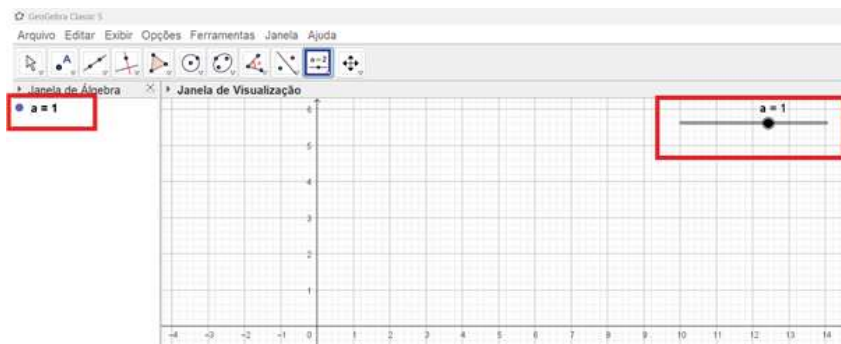 GeoGebra Classic 5
Arquivo Editar Exibir Opções Ferramentas Janela Ajuda
a=2
Janela de Álgebra
Janela de Visualização
a = 1
a = 1
6
5
4
3
2
1
-4 -3 -2 -1 0 1 2 3 4 5 6 7 8 9 10 11 12 13 14